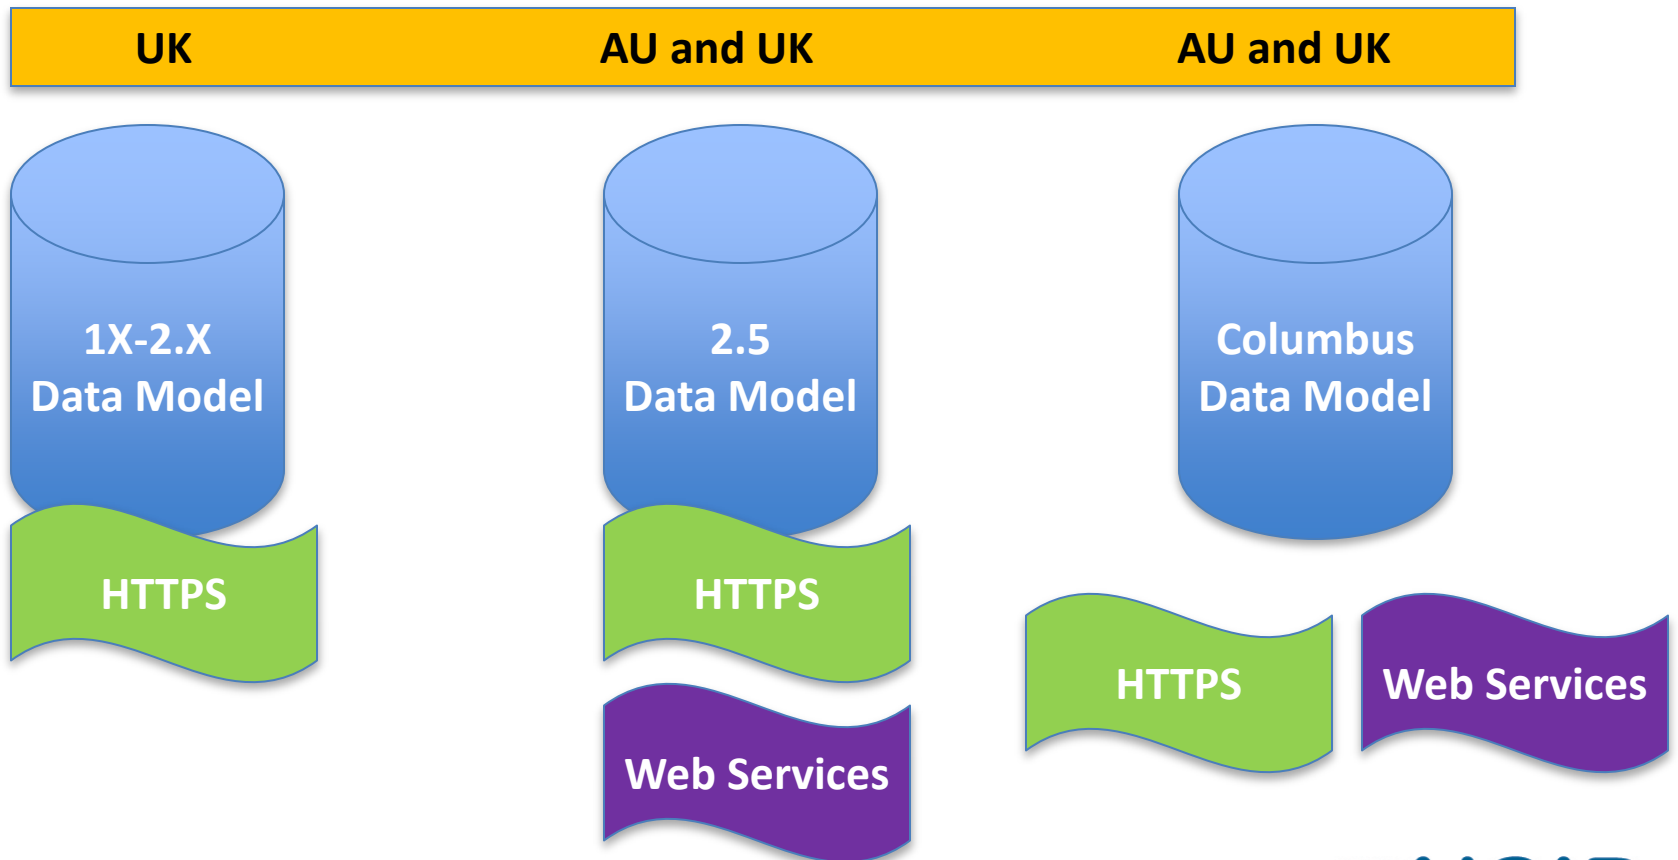 UK
AU and UK
AU and UK
1X-2.X
Data Model
2.5
Data Model
Columbus
Data Model
HTTPS
HTTPS
Web Services
HTTPS
Web Services